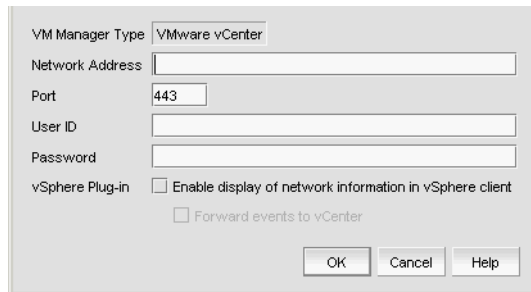 VM Manager Type VMware vCenter
Network Address
Port 443
User ID
Password
vSphere Plug-in Enable display of network information in vSphere client
Forward events to vCenter
OK Cancel Help